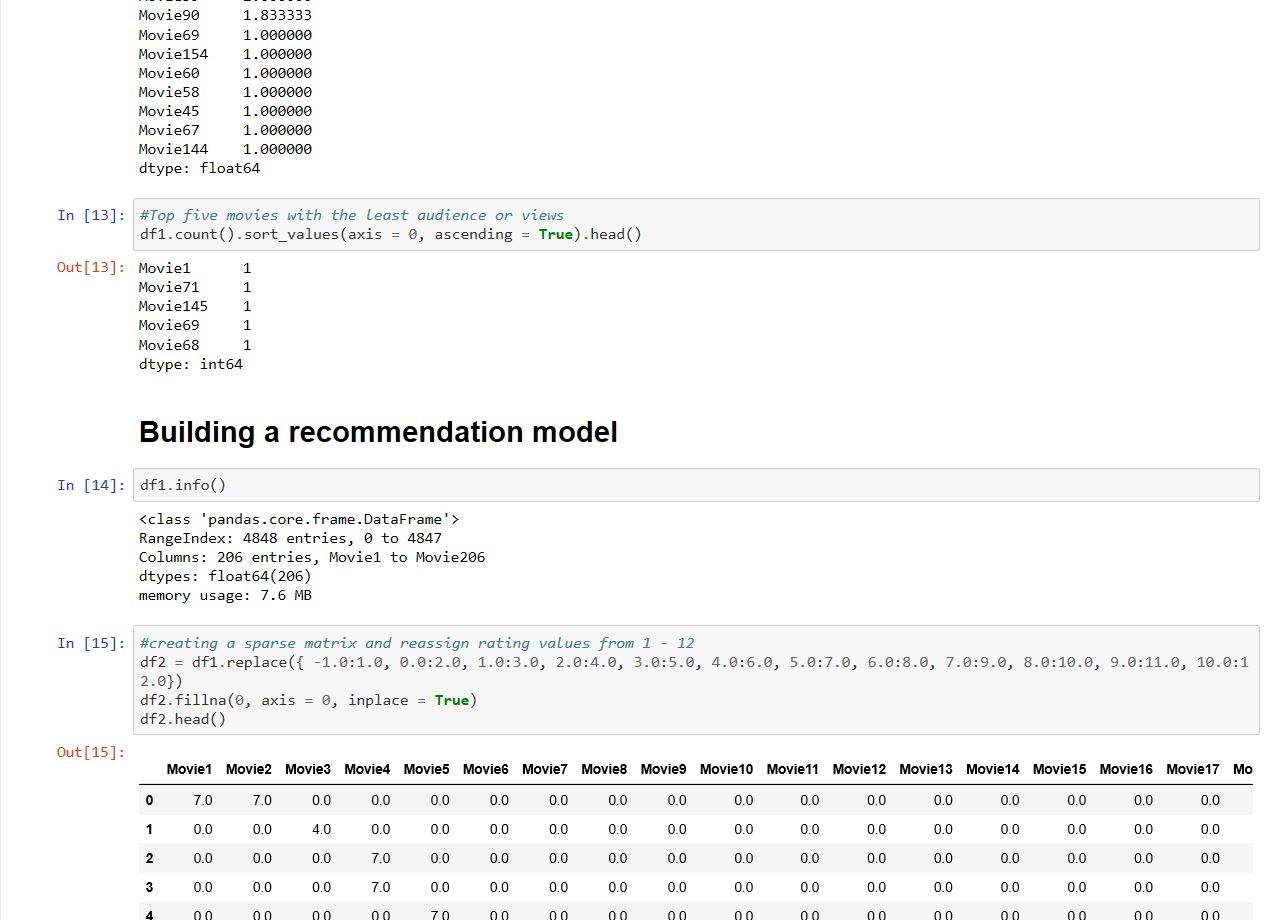 Movie90 1.833333
Movie69 1.000000
Movie154 1.000000
Movie60 1.000000
Movie58 1.000000
Movie45 1.000000
Movie67 1.000000
Movie144 1.000000
dtype: float64
In [13]: #Top five movies with the least audience or views
df1.count().sort_values(axis = 0, ascending = True).head()
Out[13]: Movie1 1
Movie71 1
Movie145 1
Movie69 1
Movie68 1
dtype: int64
Building a recommendation model
In [14]: df1.info()
<class 'pandas.core.frame.DataFrame'>
RangeIndex: 4848 entries, 0 to 4847
Columns: 206 entries, Movie1 to Movie206
dtypes: float64(206)
memory usage: 7.6 MB
In [15]: #creating a sparse matrix and reassign rating values from 1 - 12
df2 = df1.replace({ -1.0:1.0, 0.0:2.0, 1.0:3.0, 2.0:4.0, 3.0:5.0, 4.0:6.0, 5.0:7.0, 6.0:8.0, 7.0:9.0, 8.0:10.0, 9.0:11.0, 10.0:1
2.0})
df2.fillna(0, axis = 0, inplace = True)
df2.head()
Out[15]:
Movie1 Movie2 Movie3 Movie4 Movie5 Movie6 Movie7 Movie8 Movie9 Movie10 Movie11 Movie12 Movie13 Movie14 Movie15 Movie16 Movie17 Mo
0 7.0 7.0 0.0 0.0 0.0 0.0 0.0 0.0 0.0 0.0 0.0 0.0 0.0 0.0 0.0 0.0 0.0
1 0.0 0.0 4.0 0.0 0.0 0.0 0.0 0.0 0.0 0.0 0.0 0.0 0.0 0.0 0.0 0.0 0.0
2 0.0 0.0 0.0 7.0 0.0 0.0 0.0 0.0 0.0 0.0 0.0 0.0 0.0 0.0 0.0 0.0 0.0
3 0.0 0.0 0.0 7.0 0.0 0.0 0.0 0.0 0.0 0.0 0.0 0.0 0.0 0.0 0.0 0.0 0.0
4 0.0 0.0 0.0 0.0 7.0 0.0 0.0 0.0 0.0 0.0 0.0 0.0 0.0 0.0 0.0 0.0 0.0